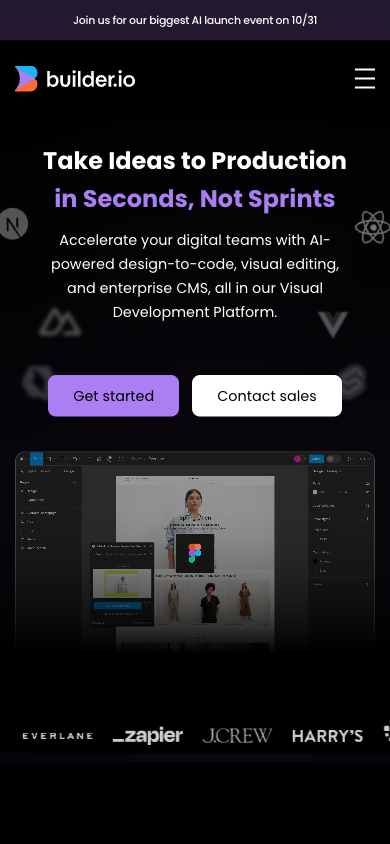 Join us for our biggest AI launch event on 10/31
builder.io
Take Ideas to Production
in Seconds, Not Sprints
Accelerate your digital teams with AI-
powered design-to-code, visual editing,
and enterprise CMS, all in our Visual
Development Platform.
Get started
Contact sales
EVERLANE
zapier
J.CREW
HARRY'S